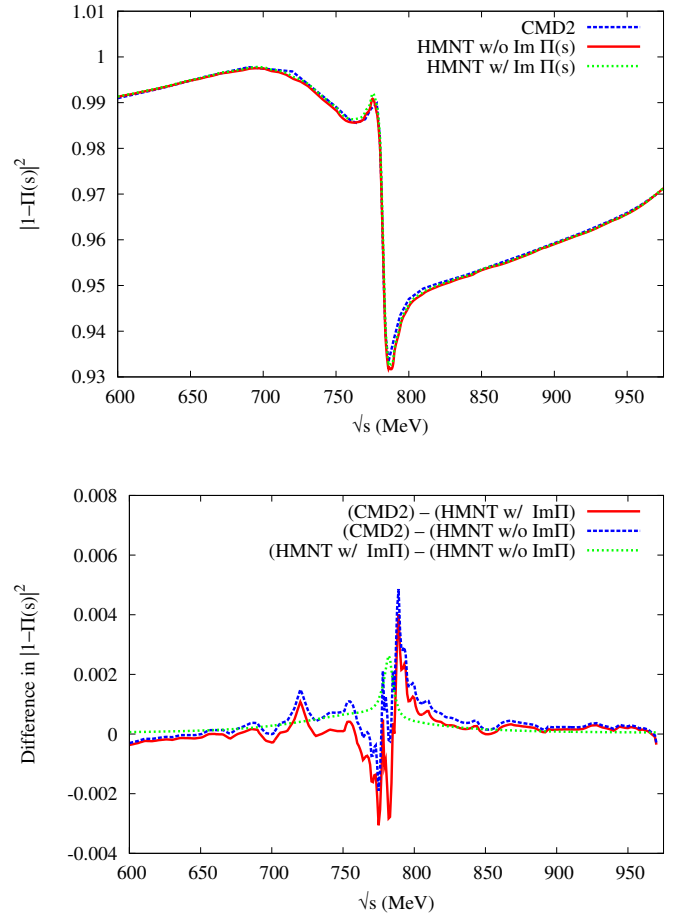 CMD2
HMNT w/o Im Π(s)
HMNT w/ Im Π(s)
|1−Π(s)|²
1
0.99
0.98
0.97
0.96
0.95
0.94
0.93
600 650 700 750 800 850 900 950
√s (MeV)
(CMD2) – (HMNT w/ ImΠ)
(CMD2) – (HMNT w/o ImΠ)
(HMNT w/ ImΠ) – (HMNT w/o ImΠ)
Difference in |1−Π(s)|²
0.008
0.006
0.004
0.002
0
-0.002
-0.004
600 650 700 750 800 850 900 950
√s (MeV)